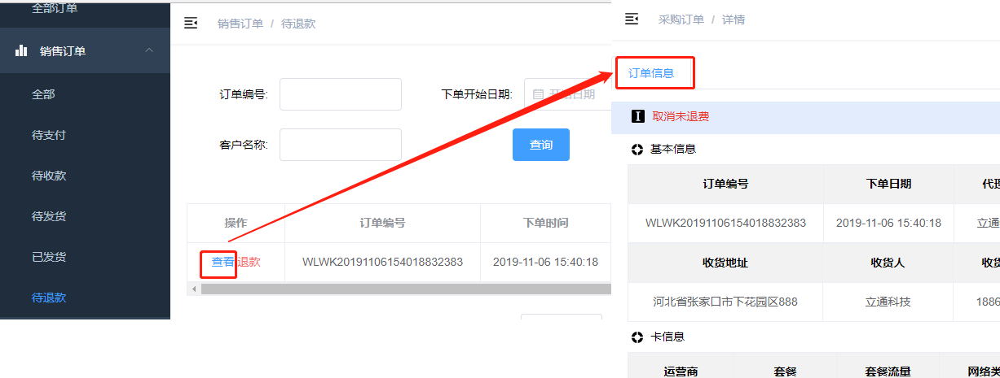 全部订单
销售订单
全部
待支付
待收款
待发货
已发货
待退款
销售订单 / 待退款
订单编号:
下单开始日期:
开始日期
客户名称:
查询
操作 订单编号 下单时间
查看 退款 WLWK20191106154018832383 2019-11-06 15:40:18
采购订单 / 详情
订单信息
取消未退费
基本信息
订单编号 下单日期 代理
WLWK20191106154018832383 2019-11-06 15:40:18 立通
收货地址 收货人 收货
河北省张家口市下花园区888 立通科技 1886
卡信息
运营商 套餐 套餐流量 网络类